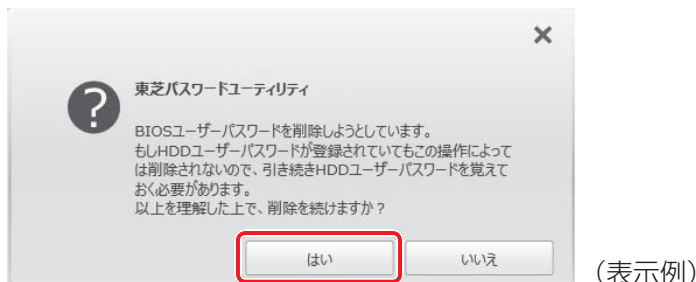 東芝パスワードユーティリティ
BIOSユーザーパスワードを削除しようとしています。
もしHDDユーザーパスワードが登録されていてもこの操作によって
は削除されないので、引き続きHDDユーザーパスワードを覚えて
おく必要があります。
以上を理解した上で、削除を続けますか？
はい いいえ
（表示例）